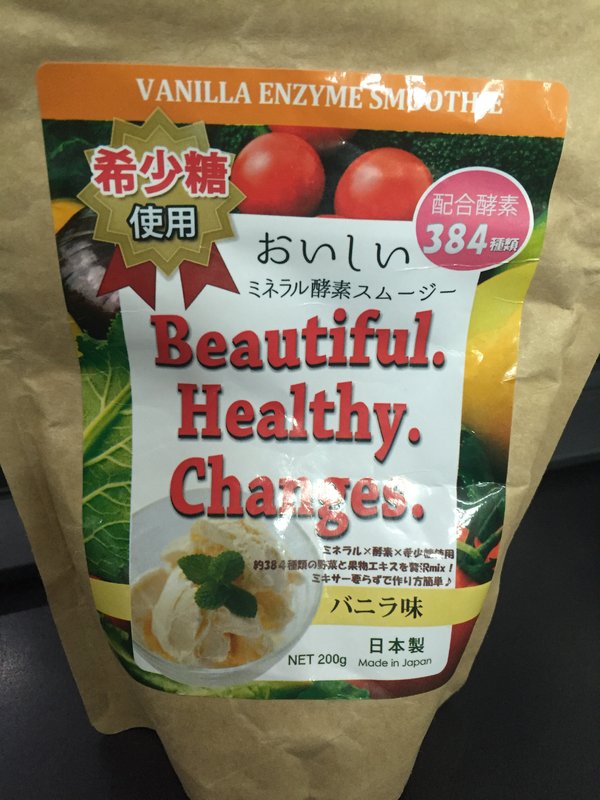 VANILLA ENZYME SMOOTHIE
希少糖
使用
配合酵素
384種類
おいしい
ミネラル酵素スムージー
Beautiful.
Healthy.
Changes.
ミネラル×酵素×希少糖使用
約384種類の野菜と果物エキスを贅沢mix!
ミキサー要らずで作り方簡単♪
バニラ味
日本製
NET 200g
Made in Japan